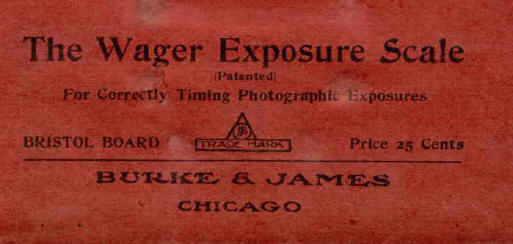 The Wager Exposure Scale
(Patented)
For Correctly Timing Photographic Exposures
BRISTOL BOARD
TRADE MARK
Price 25 Cents
BURKE & JAMES
CHICAGO